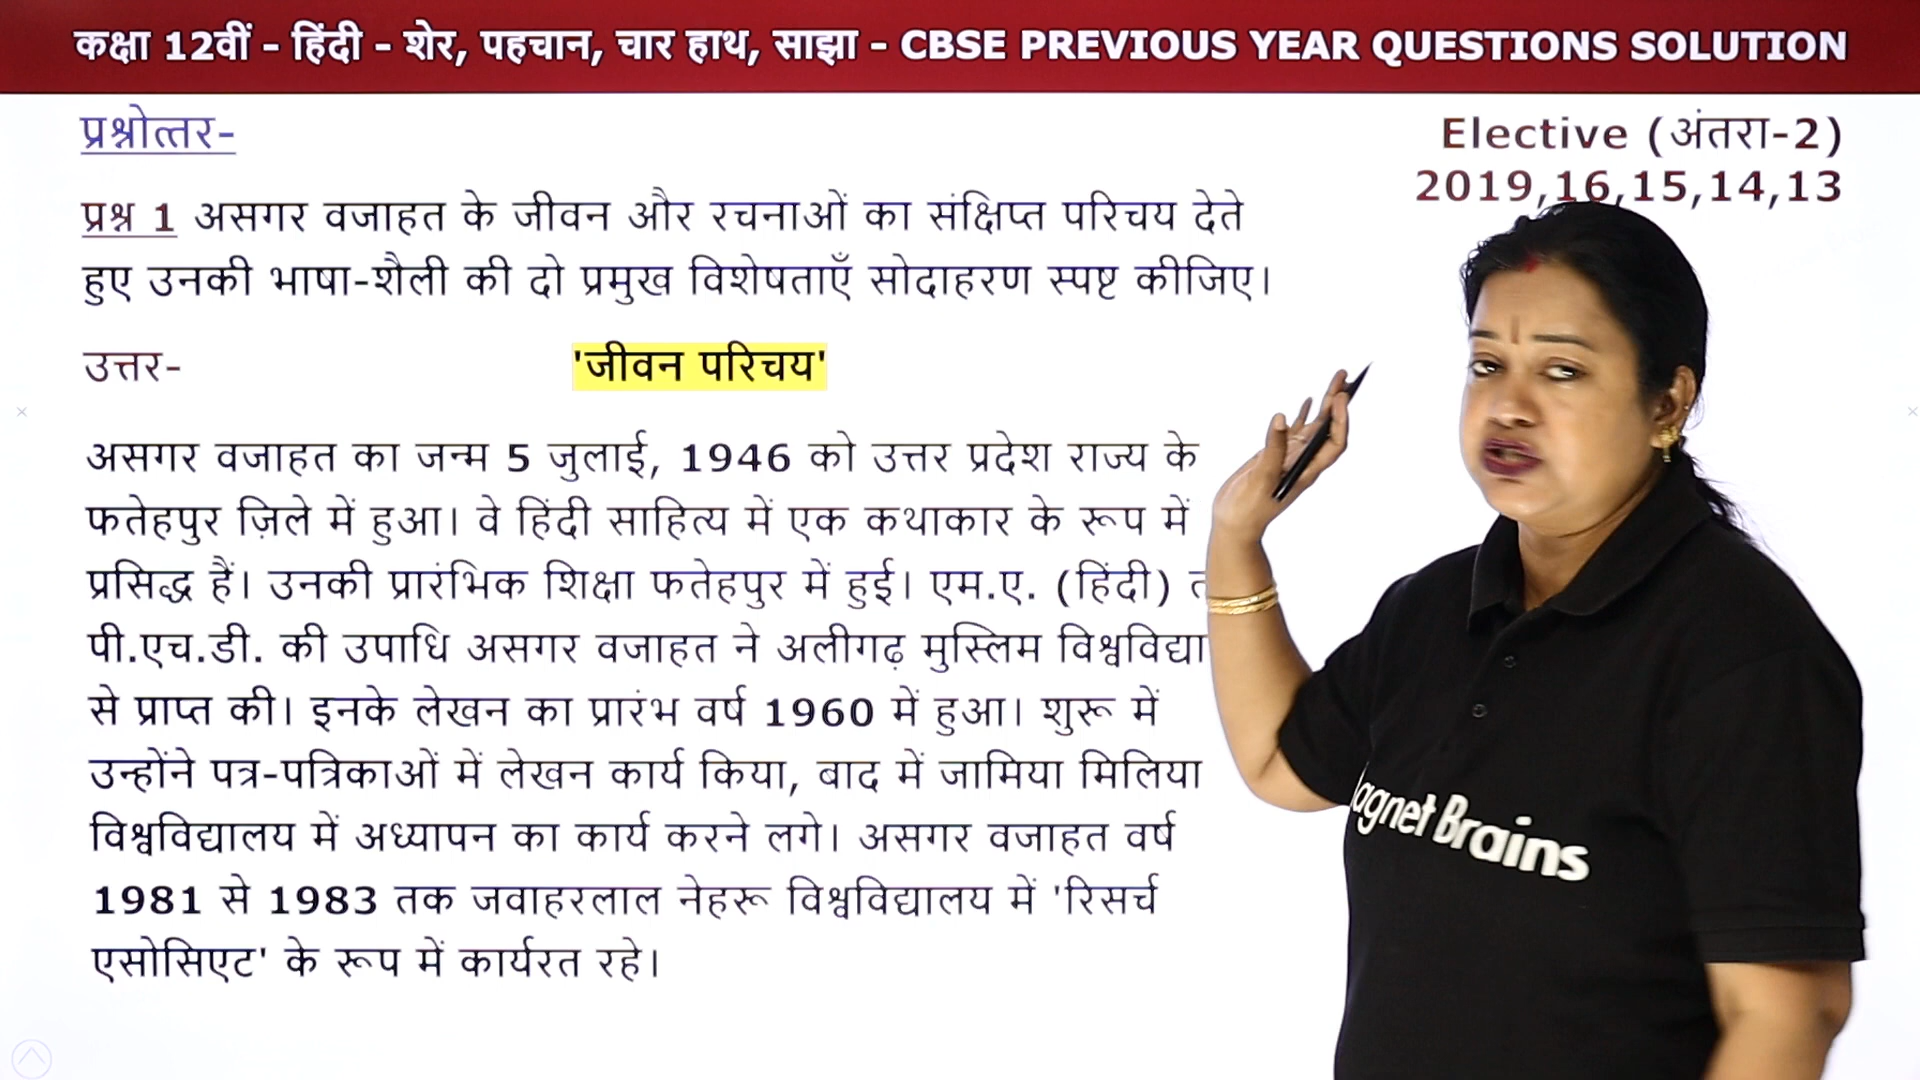 कक्षा 12वीं - हिंदी - शेर, पहचान, चार हाथ, साझा - CBSE PREVIOUS YEAR QUESTIONS SOLUTION
प्रश्नोत्तर-
Elective (अंतरा-2)
2019,16,15,14,13
प्रश्न 1 असगर वजाहत के जीवन और रचनाओं का संक्षिप्त परिचय देते
हुए उनकी भाषा-शैली की दो प्रमुख विशेषताएँ सोदाहरण स्पष्ट कीजिए।
उत्तर- 'जीवन परिचय'
असगर वजाहत का जन्म 5 जुलाई, 1946 को उत्तर प्रदेश राज्य के
फतेहपुर ज़िले में हुआ। वे हिंदी साहित्य में एक कथाकार के रूप में
प्रसिद्ध हैं। उनकी प्रारंभिक शिक्षा फतेहपुर में हुई। एम.ए. (हिंदी)
पी.एच.डी. की उपाधि असगर वजाहत ने अलीगढ़ मुस्लिम विश्वविद्या
से प्राप्त की। इनके लेखन का प्रारंभ वर्ष 1960 में हुआ। शुरू में
उन्होंने पत्र-पत्रिकाओं में लेखन कार्य किया, बाद में जामिया मिलिया
विश्वविद्यालय में अध्यापन का कार्य करने लगे। असगर वजाहत वर्ष
1981 से 1983 तक जवाहरलाल नेहरू विश्वविद्यालय में 'रिसर्च
एसोसिएट' के रूप में कार्यरत रहे।
agnet Brains